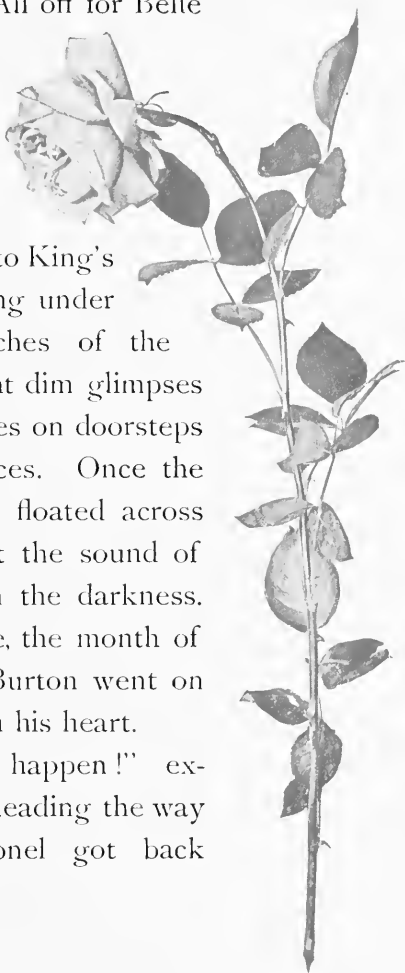 All off for Belle
to King's
ng under
ches of the
nt dim glimpses
es on doorsteps
ces. Once the
floated across
the sound of
the darkness.
e, the month of
Burton went on
his heart.
happen!" ex-
leading the way
onel got back